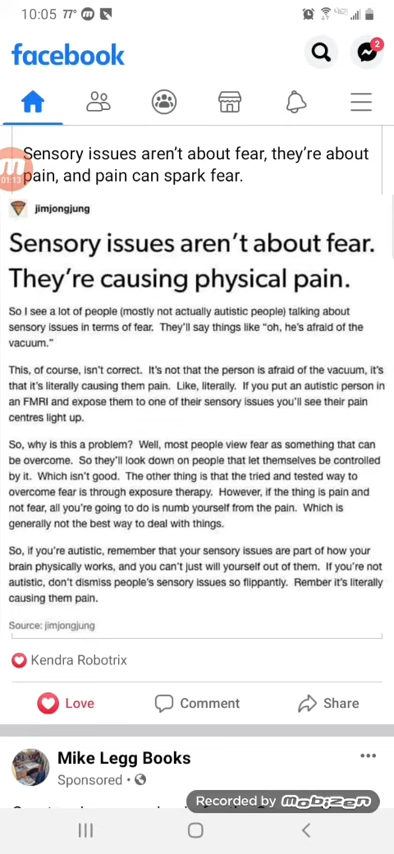 10:05 77°
facebook
2
Sensory issues aren't about fear, they're about
pain, and pain can spark fear.
01:13
jimjongjung
Sensory issues aren't about fear.
They're causing physical pain.
So I see a lot of people (mostly not actually autistic people) talking about
sensory issues in terms of fear. They'll say things like "oh, he's afraid of the
vacuum."
This, of course, isn't correct. It's not that the person is afraid of the vacuum, it's
that it's literally causing them pain. Like, literally. If you put an autistic person in
an FMRI and expose them to one of their sensory issues you'll see their pain
centres light up.
So, why is this a problem? Well, most people view fear as something that can
be overcome. So they'll look down on people that let themselves be controlled
by it. Which isn't good. The other thing is that the tried and tested way to
overcome fear is through exposure therapy. However, if the thing is pain and
not fear, all you're going to do is numb yourself from the pain. Which is
generally not the best way to deal with things.
So, if you're autistic, remember that your sensory issues are part of how your
brain physically works, and you can't just will yourself out of them. If you're not
autistic, don't dismiss people's sensory issues so flippantly. Rember it's literally
causing them pain.
Source: jimjongjung
Kendra Robotrix
Love Comment Share
Mike Legg Books
Sponsored
Recorded by mobizen